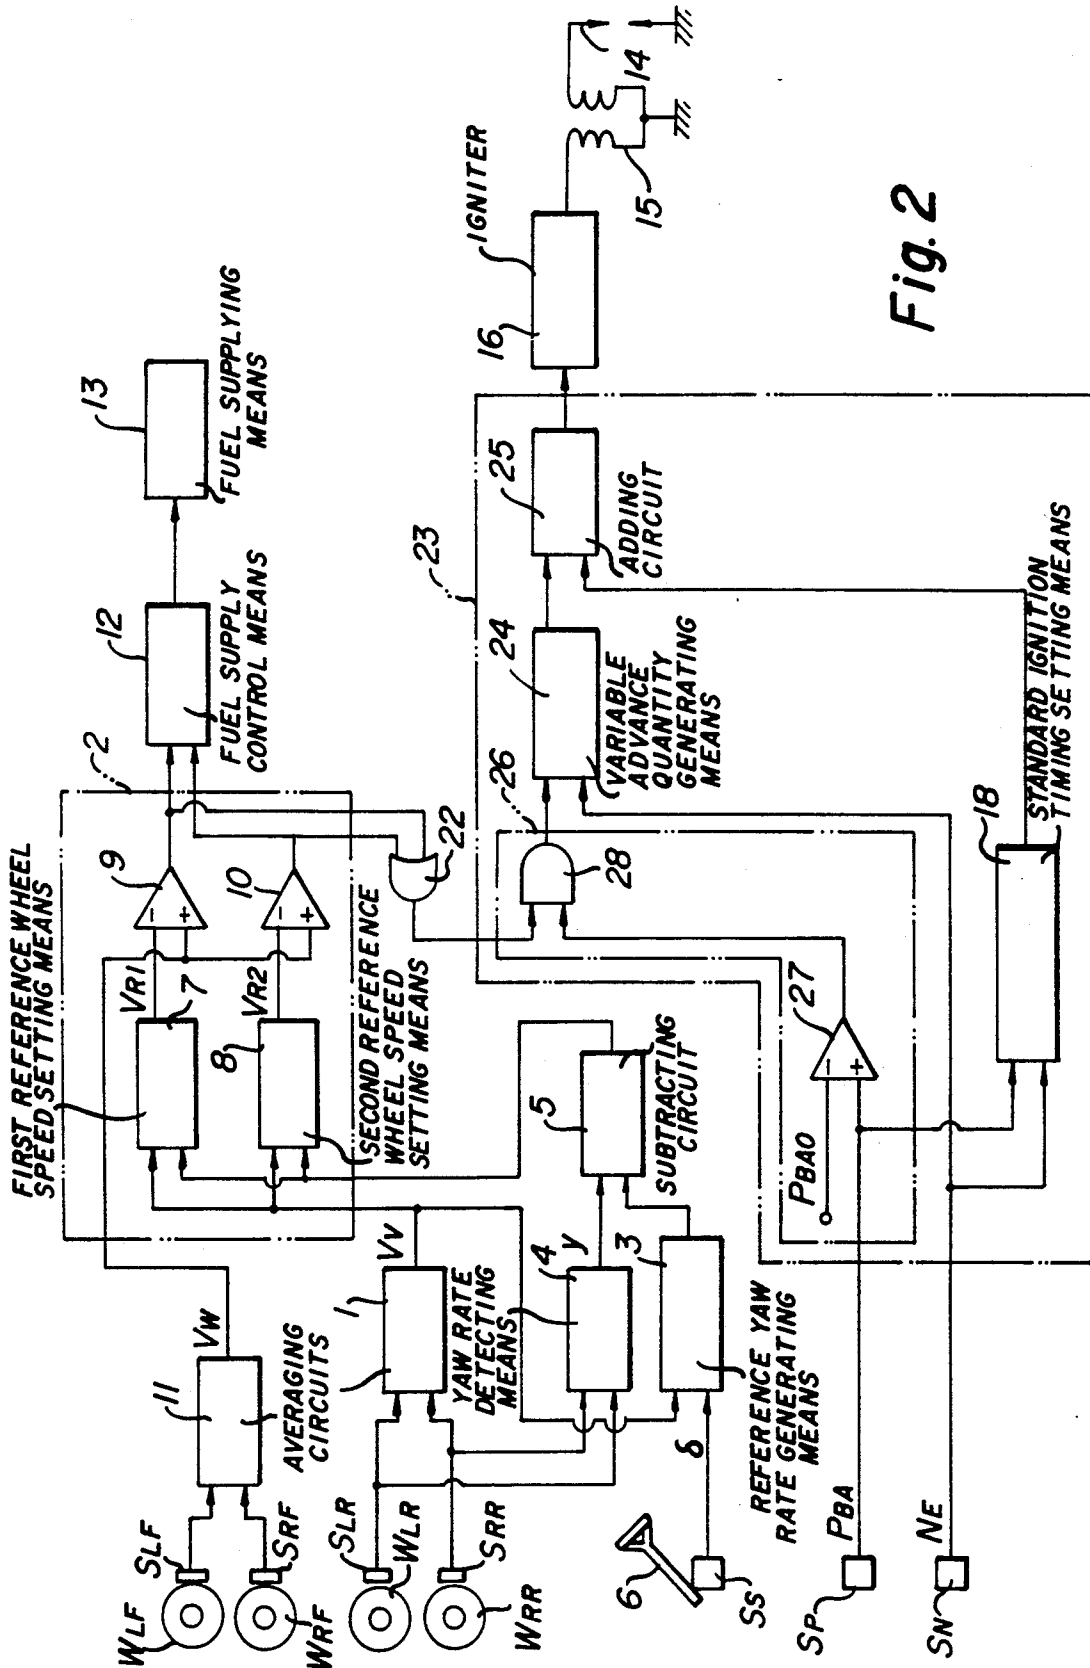 WLF
SLF
WRF
SRF
11
VW
AVERAGING
CIRCUITS
SLR
WLR
SRR
WRR
1
VV
YAW RATE
DETECTING
MEANS
4
y
3
REFERENCE YAW
RATE GENERATING
MEANS
6
SS
δ
5
SUBTRACTING
CIRCUIT
FIRST REFERENCE WHEEL
SPEED SETTING MEANS
7
VR1
8
VR2
SECOND REFERENCE
WHEEL SPEED
SETTING MEANS
9
−
+
10
−
+
2
22
12
FUEL SUPPLY
CONTROL MEANS
13
FUEL SUPPLYING
MEANS
SP
PBA
PBAO
27
−
+
SN
NE
18
STANDARD IGNITION
TIMING SETTING MEANS
28
26
24
VARIABLE
ADVANCE
QUANTITY
GENERATING
MEANS
23
25
ADDING
CIRCUIT
16
IGNITER
15
14
Fig. 2